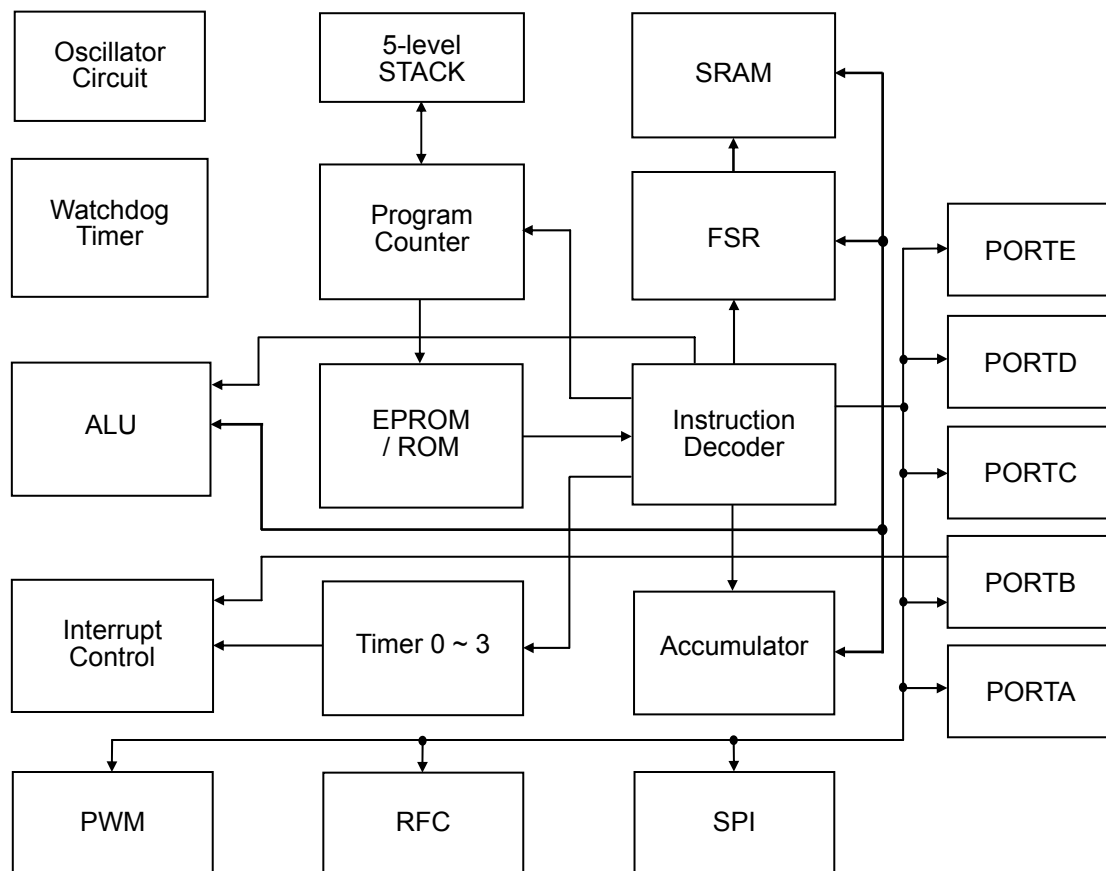 Oscillator
Circuit
5-level
STACK
SRAM
Watchdog
Timer
Program
Counter
FSR
PORTE
ALU
EPROM
/ ROM
Instruction
Decoder
PORTD
PORTC
Interrupt
Control
Timer 0 ~ 3
Accumulator
PORTB
PORTA
PWM
RFC
SPI